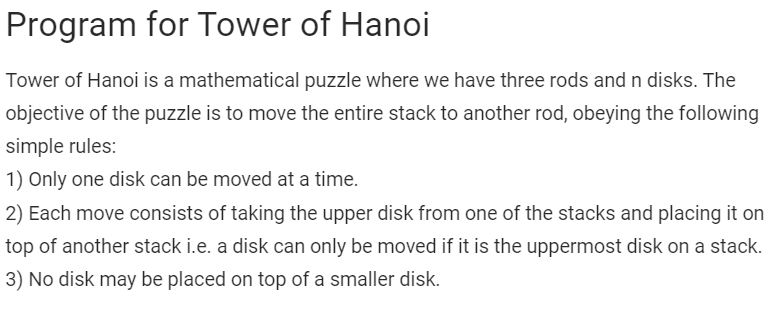 Program for Tower of Hanoi
Tower of Hanoi is a mathematical puzzle where we have three rods and n disks. The
objective of the puzzle is to move the entire stack to another rod, obeying the following
simple rules:
1) Only one disk can be moved at a time.
2) Each move consists of taking the upper disk from one of the stacks and placing it on
top of another stack i.e. a disk can only be moved if it is the uppermost disk on a stack.
3) No disk may be placed on top of a smaller disk.